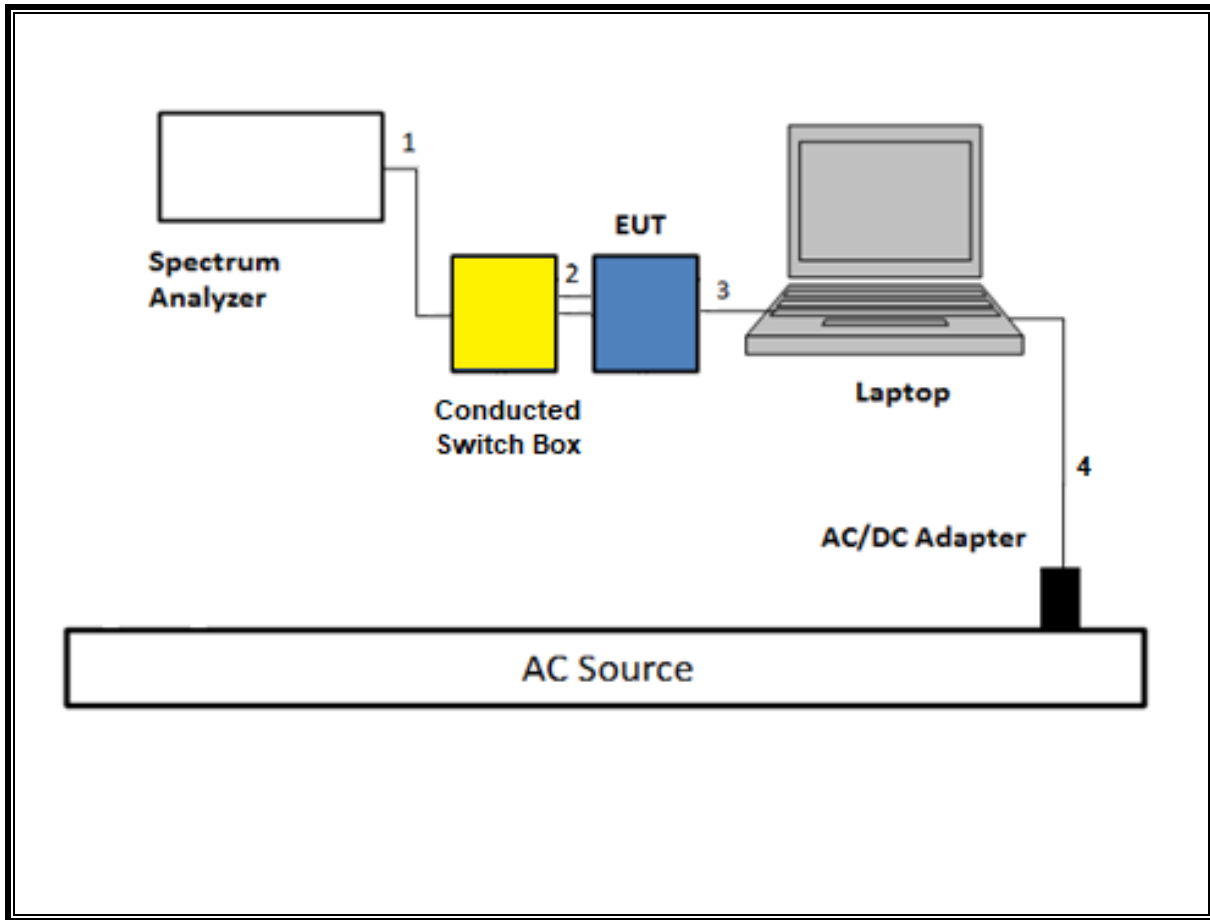 1
EUT
2
3
Spectrum
Analyzer
Conducted
Switch Box
Laptop
4
AC/DC Adapter
AC Source